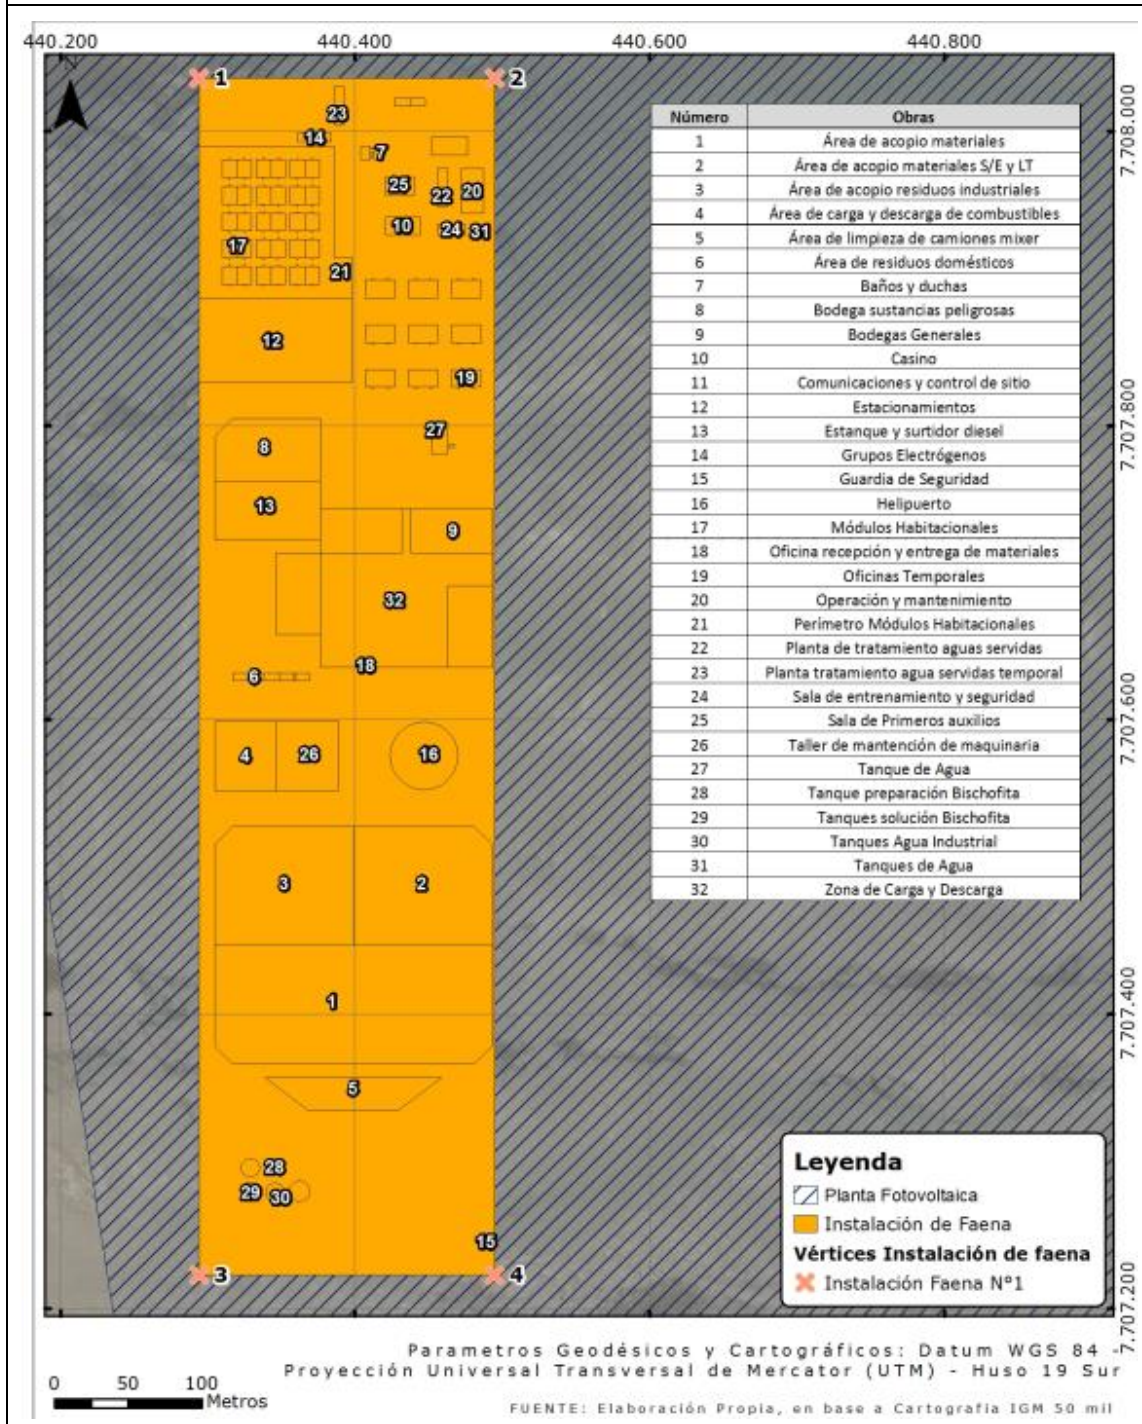 440.200 440.400 440.600 440.800
N
1 2
23
14
7
25
22 20
10
24 31
17
21
12
19
27
8
13
9
32
18
6
4 26 16
3 2
1
5
28
29 30
15
3 4
7.708.000
7.707.800
7.707.600
7.707.400
7.707.200
Número Obras
1 Área de acopio materiales
2 Área de acopio materiales S/E y LT
3 Área de acopio residuos industriales
4 Área de carga y descarga de combustibles
5 Área de limpieza de camiones mixer
6 Área de residuos domésticos
7 Baños y duchas
8 Bodega sustancias peligrosas
9 Bodegas Generales
10 Casino
11 Comunicaciones y control de sitio
12 Estacionamientos
13 Estanque y surtidor diesel
14 Grupos Electrógenos
15 Guardia de Seguridad
16 Helipuerto
17 Módulos Habitacionales
18 Oficina recepción y entrega de materiales
19 Oficinas Temporales
20 Operación y mantenimiento
21 Perímetro Módulos Habitacionales
22 Planta de tratamiento aguas servidas
23 Planta tratamiento agua servidas temporal
24 Sala de entrenamiento y seguridad
25 Sala de Primeros auxilios
26 Taller de mantención de maquinaria
27 Tanque de Agua
28 Tanque preparación Bischofita
29 Tanques solución Bischofita
30 Tanques Agua Industrial
31 Tanques de Agua
32 Zona de Carga y Descarga
Leyenda
Planta Fotovoltaica
Instalación de Faena
Vértices Instalación de faena
Instalación Faena N°1
Parametros Geodésicos y Cartográficos: Datum WGS 84 -
Proyección Universal Transversal de Mercator (UTM) - Huso 19 Sur
0 50 100
Metros
FUENTE: Elaboración Propia, en base a Cartografía IGM 50 mil